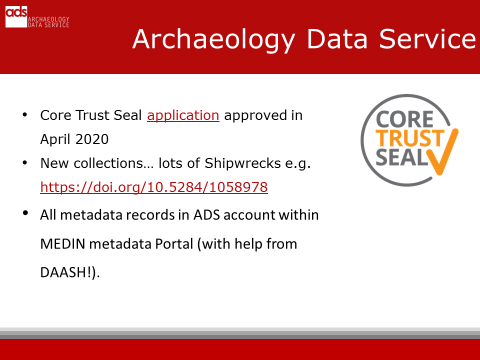 ads
ARCHAEOLOGY
DATA SERVICE
Archaeology Data Service
• Core Trust Seal application approved in
April 2020
• New collections... lots of Shipwrecks e.g.
https://doi.org/10.5284/1058978
• All metadata records in ADS account within
MEDIN metadata Portal (with help from
DAASH!).
CORE
TRUST
SEAL